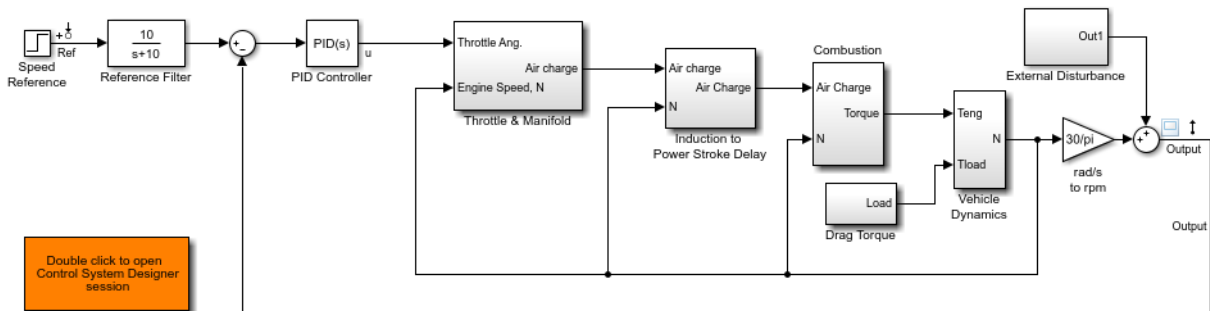 Speed
Reference
Ref
10
s+10
Reference Filter
+
−
PID(s)
u
PID Controller
Throttle Ang.
Air charge
Engine Speed, N
Throttle & Manifold
Air charge
Air Charge
N
Induction to
Power Stroke Delay
Combustion
Air Charge
Torque
N
Load
Drag Torque
Teng
N
Tload
Vehicle
Dynamics
30/pi
rad/s
to rpm
Out1
External Disturbance
+
+
Output
Output
Double click to open
Control System Designer
session